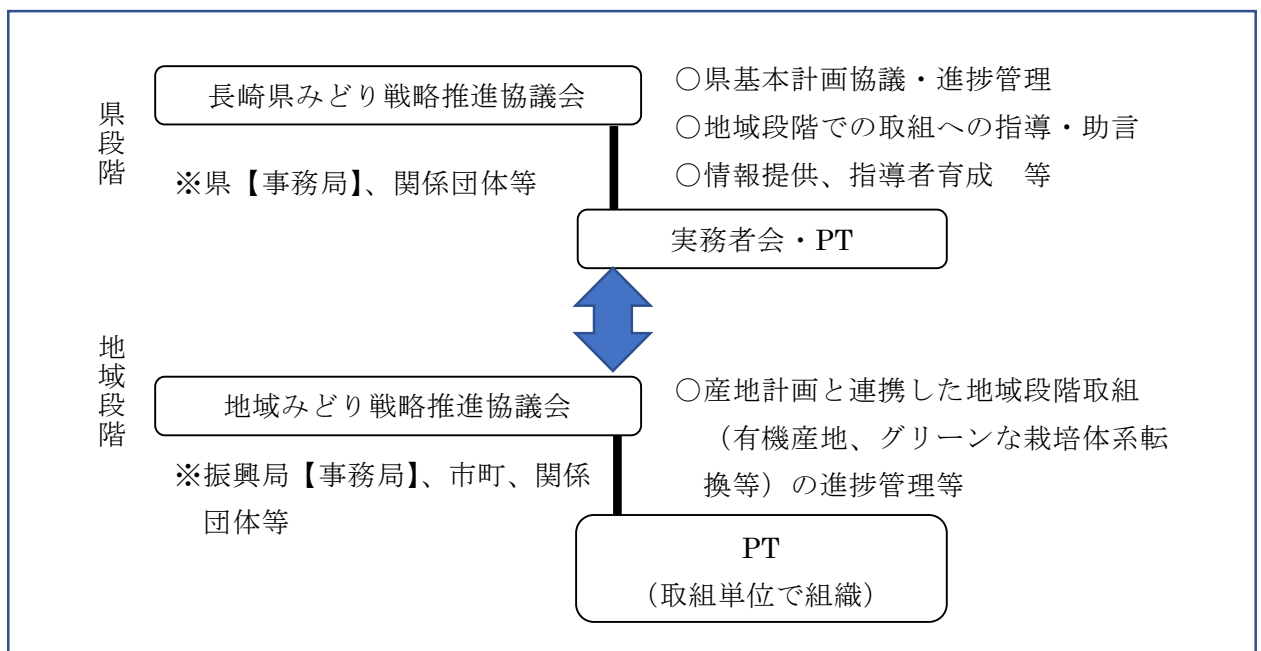 県段階
長崎県みどり戦略推進協議会
※県【事務局】、関係団体等
○県基本計画協議・進捗管理
○地域段階での取組への指導・助言
○情報提供、指導者育成　等
実務者会・PT
地域段階
地域みどり戦略推進協議会
※振興局【事務局】、市町、関係
団体等
○産地計画と連携した地域段階取組
（有機産地、グリーンな栽培体系転
換等）の進捗管理等
PT
（取組単位で組織）